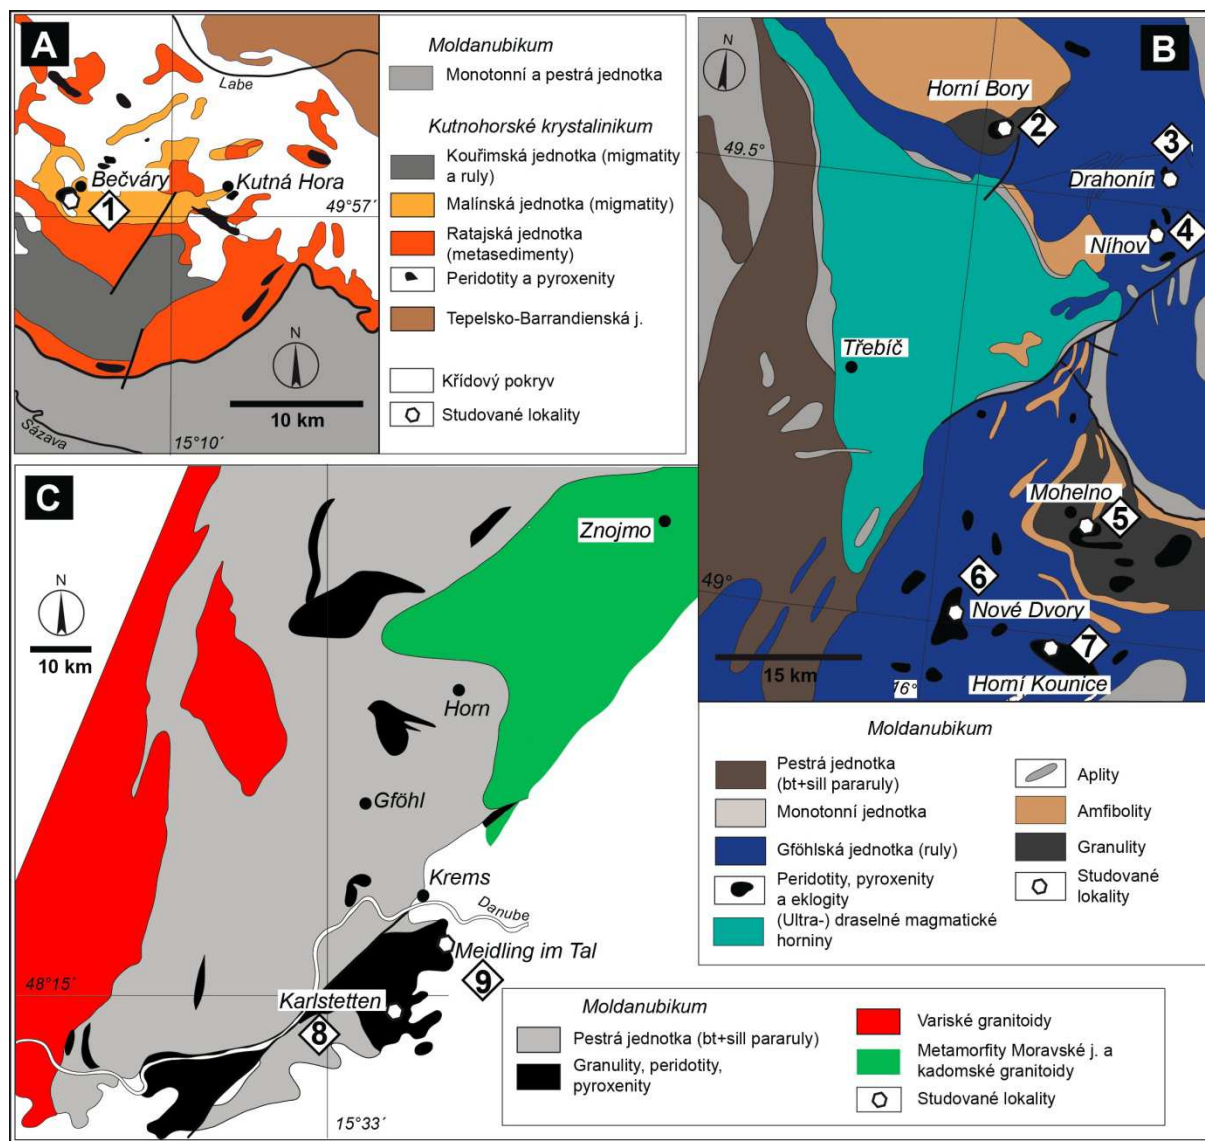 A
Labe
Bečváry
1
Kutná Hora
49°57´
N
10 km
Sázava
15°10´
Moldanubikum
Monotonní a pestrá jednotka
Kutnohorské krystalinikum
Kouřimská jednotka (migmatity
a ruly)
Malínská jednotka (migmatity)
Ratajská jednotka
(metasedimenty)
Peridotity a pyroxenity
Tepelsko-Barrandienská j.
Křídový pokryv
Studované lokality
B
N
Horní Bory
2
49.5°
3
Drahonín
4
Níhov
Třebíč
Mohelno
5
6
49°
Nové Dvory
7
15 km
16°
Horní Kounice
Moldanubikum
Pestrá jednotka
(bt+sill pararuly)
Monotonní jednotka
Gföhlská jednotka (ruly)
Peridotity, pyroxenity
a eklogity
(Ultra-) draselné magmatické
horniny
Aplity
Amfibolity
Granulity
Studované
lokality
C
Znojmo
N
10 km
Horn
Gföhl
Krems
Danube
Meidling im Tal
9
48°15´
Karlstetten
8
15°33´
Moldanubikum
Pestrá jednotka (bt+sill pararuly)
Granulity, peridotity,
pyroxenity
Variské granitoidy
Metamorfity Moravské j. a
kadomské granitoidy
Studované lokality